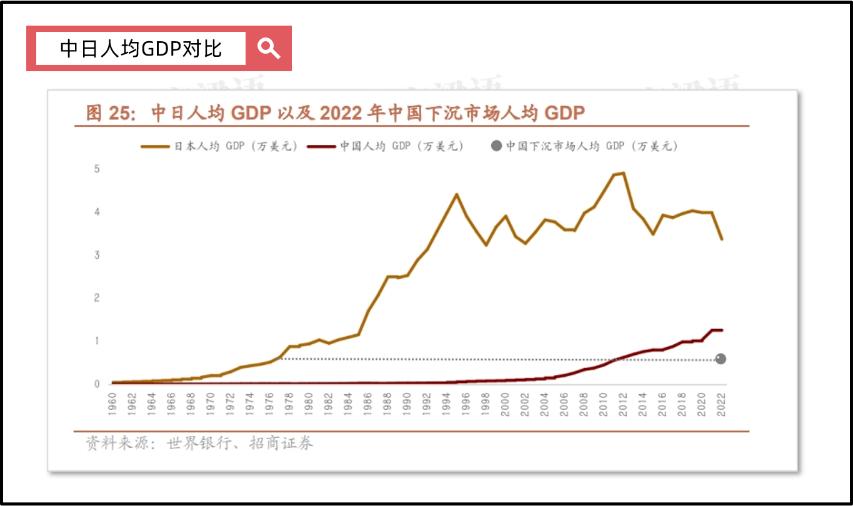 中日人均GDP对比
图 25：中日人均 GDP 以及 2022 年中国下沉市场人均 GDP
日本人均 GDP（万美元） 中国人均 GDP（万美元） 中国下沉市场人均 GDP（万美元）
5
4
3
2
1
0
1960 1962 1964 1966 1968 1970 1972 1974 1976 1978 1980 1982 1984 1986 1988 1990 1992 1994 1996 1998 2000 2002 2004 2006 2008 2010 2012 2014 2016 2018 2020 2022
资料来源：世界银行、招商证券